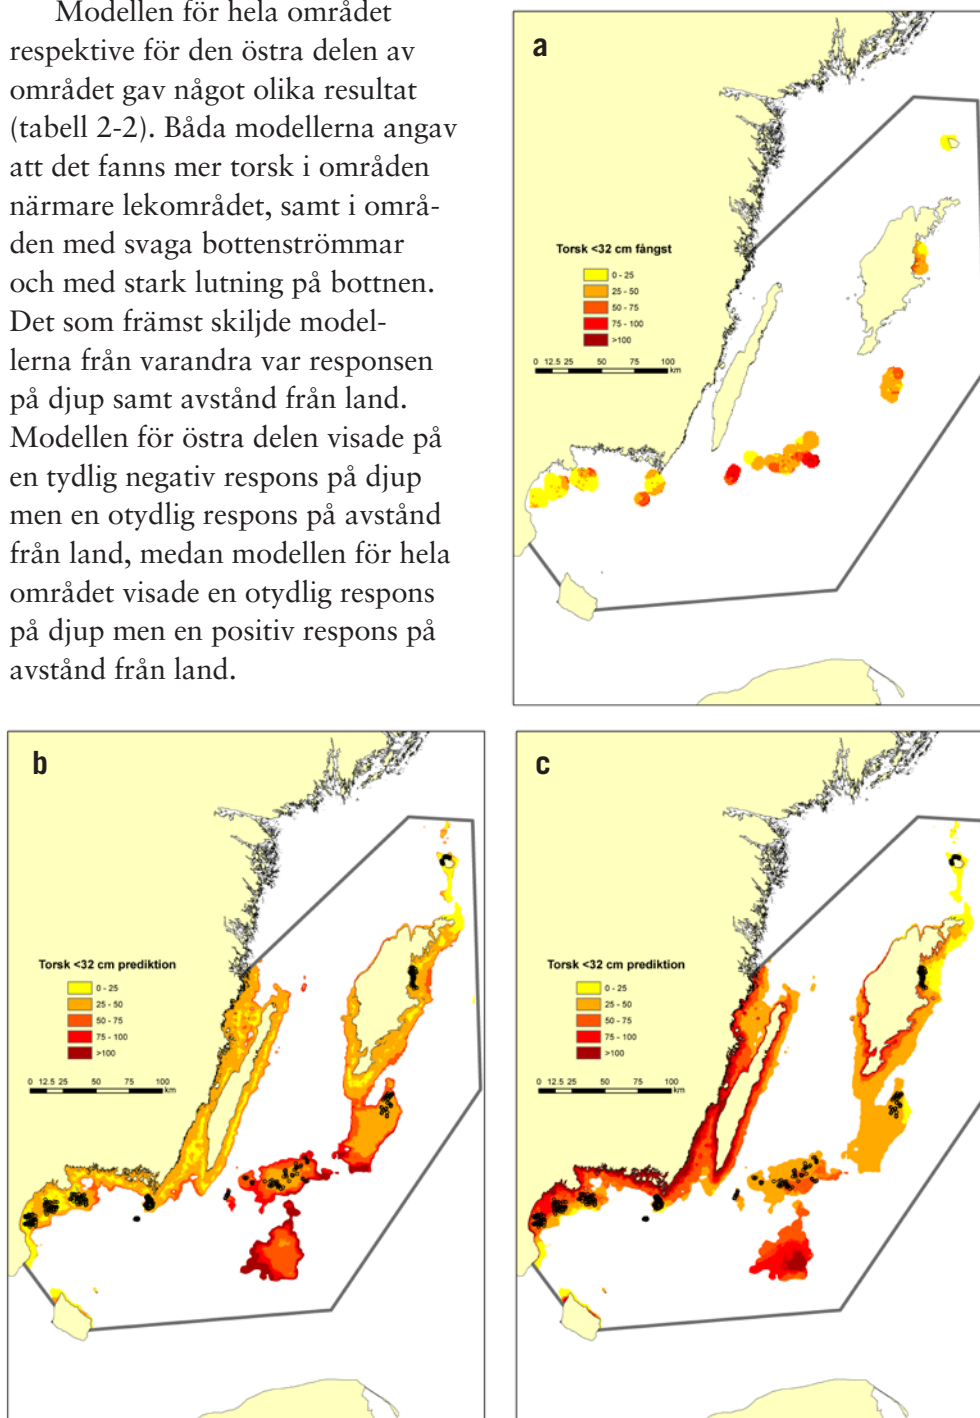 Modellen för hela området
respektive för den östra delen av
området gav något olika resultat
(tabell 2-2). Båda modellerna angav
att det fanns mer torsk i områden
närmare lekområdet, samt i områ-
den med svaga bottenströmmar
och med stark lutning på bottnen.
Det som främst skiljde model-
lerna från varandra var responsen
på djup samt avstånd från land.
Modellen för östra delen visade på
en tydlig negativ respons på djup
men en otydlig respons på avstånd
från land, medan modellen för hela
området visade en otydlig respons
på djup men en positiv respons på
avstånd från land.
a
Torsk <32 cm fångst
0 - 25
25 - 50
50 - 75
75 - 100
>100
0 12.5 25 50 75 100
km
b
Torsk <32 cm prediktion
0 - 25
25 - 50
50 - 75
75 - 100
>100
0 12.5 25 50 75 100
km
c
Torsk <32 cm prediktion
0 - 25
25 - 50
50 - 75
75 - 100
>100
0 12.5 25 50 75 100
km